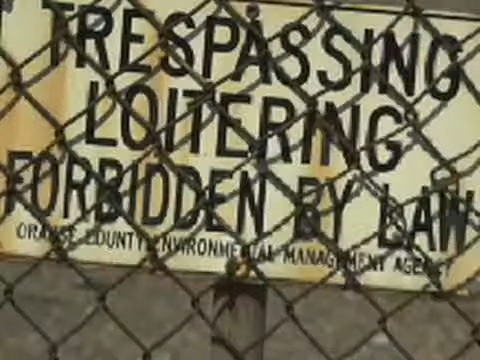 TRESPASSING
LOITERING
FORBIDDEN BY LAW
ORANGE COUNTY ENVIRONMENTAL MANAGEMENT AGENCY